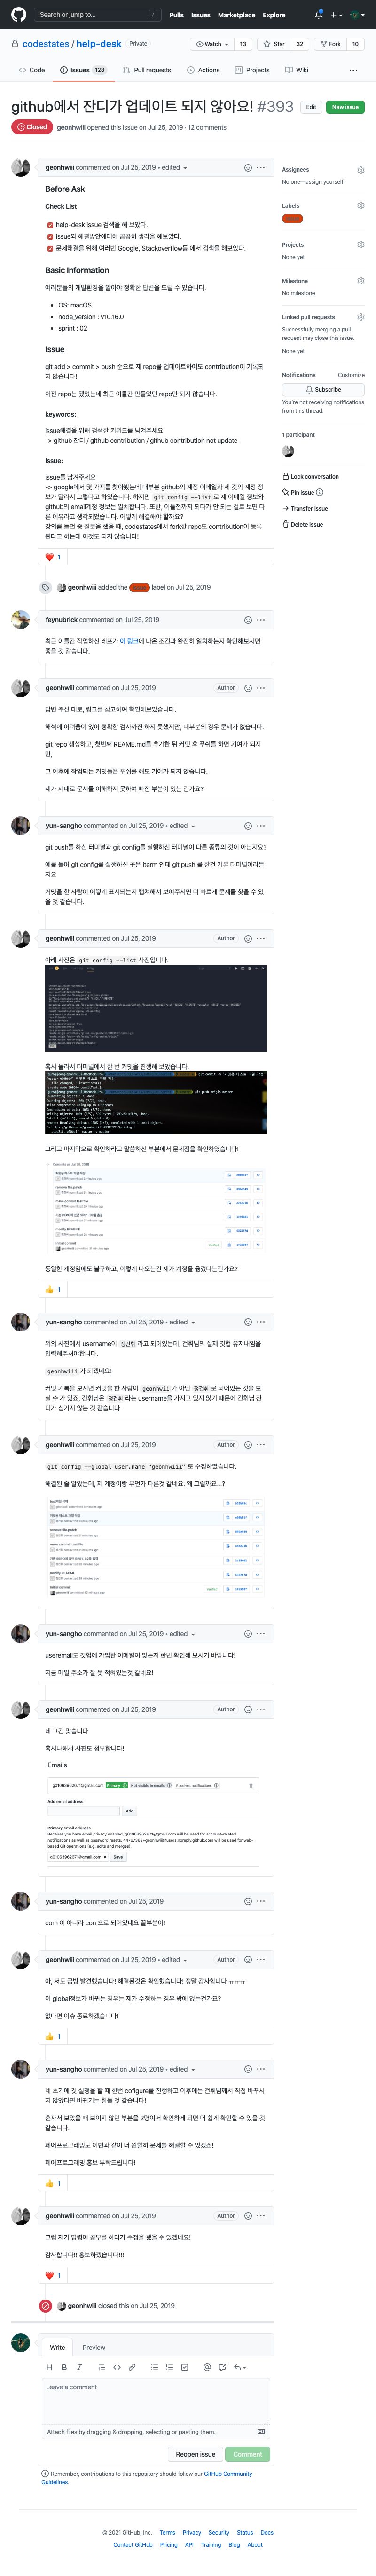 Search or jump to...
/
Pulls Issues Marketplace Explore
codestates / help-desk Private
Watch 13 Star 32 Fork 10
Code Issues 128 Pull requests Actions Projects Wiki
github에서 잔디가 업데이트 되지 않아요! #393
Edit New issue
Closed geonhwiii opened this issue on Jul 25, 2019 · 12 comments
geonhwiii commented on Jul 25, 2019 • edited
Before Ask
Check List
help-desk issue 검색을 해 보았다.
issue와 해결방안에대해 곰곰히 생각을 해보았다.
문제해결을 위해 여러번 Google, Stackoverflow등 에서 검색을 해보았다.
Basic Information
여러분들의 개발환경을 알아야 정확한 답변을 드릴 수 있습니다.
• OS: macOS
• node_version : v10.16.0
• sprint : 02
Issue
git add > commit > push 순으로 제 repo를 업데이트하여도 contribution이 기록되
지 않습니다!
이전 repo는 됐었는데 최근 이틀간 만들었던 repo만 되지 않습니다.
keywords:
issue해결을 위해 검색한 키워드를 남겨주세요
-> github 잔디 / github contribution / github contribution not update
Issue:
issue를 남겨주세요
-> google에서 몇 가지를 찾아봤는데 대부분 github의 계정 이메일과 제 깃의 계정 정
보가 달라서 그렇다고 하였습니다. 하지만 git config --list 로 제 이메일 정보와
github의 email계정 정보는 일치합니다. 또한, 이틀전까지 되다가 안 되는 걸로 보면 다
른 이유라고 생각되었습니다. 어떻게 해결해야 할까요?
강의를 듣던 중 질문을 했을 때, codestates에서 fork한 repo도 contribution이 등록
된다고 하는데 이것도 되지 않습니다!
1
geonhwiii added the label on Jul 25, 2019
feynubrick commented on Jul 25, 2019
최근 이틀간 작업하신 레포가 이 링크에 나온 조건과 완전히 일치하는지 확인해보시면
좋을 것 같습니다.
geonhwiii commented on Jul 25, 2019 Author
답변 주신 대로, 링크를 참고하여 확인해보았습니다.
해석에 어려움이 있어 정확한 검사까진 하지 못했지만, 대부분의 경우 문제가 없습니다.
git repo 생성하고, 첫번째 REAME.md를 추가한 뒤 커밋 후 푸쉬를 하면 기여가 되지
만,
그 이후에 작업되는 커밋들은 푸쉬를 해도 기여가 되지 않습니다.
제가 제대로 문서를 이해하지 못하여 빠진 부분이 있는 건가요?
yun-sangho commented on Jul 25, 2019 • edited
git push를 하신 터미널과 git config를 실행하신 터미널이 다른 종류의 것이 아닌지요?
예를 들어 git config를 실행하신 곳은 iterm 인데 git push 를 한건 기본 터미널이라든
지요
커밋을 한 사람이 어떻게 표시되는지 캡쳐해서 보여주시면 더 빠르게 문제를 찾을 수 있
을 것 같습니다.
geonhwiii commented on Jul 25, 2019 Author
아래 사진은 git config --list 사진입니다.
혹시 몰라서 터미널에서 한 번 커밋을 진행해 보았습니다.
그리고 마지막으로 확인하라고 말씀하신 부분에서 문제점을 확인하였습니다!
동일한 계정임에도 불구하고, 이렇게 나오는건 제가 계정을 옮겼다는건가요?
1
yun-sangho commented on Jul 25, 2019 • edited
위의 사진에서 username이 정건휘 라고 되어있는데, 건휘님의 실제 깃헙 유저네임을
입력해주셔야합니다.
geonhwiii 가 되겠네요!
커밋 기록을 보시면 커밋을 한 사람이 geonhwii 가 아닌 정건휘 로 되어있는 것을 보
실 수 가 있죠, 건휘님은 정건휘 라는 username을 가지고 있지 않기 때문에 건휘님 잔
디가 심기지 않는 것 같습니다.
geonhwiii commented on Jul 25, 2019 Author
git config --global user.name "geonhwiii" 로 수정하였습니다.
해결된 줄 알았는데, 제 계정이랑 무언가 다른것 같네요. 왜 그럴까요...?
yun-sangho commented on Jul 25, 2019 • edited
useremail도 깃헙에 가입한 이메일이 맞는지 한번 확인해 보시기 바랍니다!
지금 메일 주소가 잘 못 적혀있는것 같네요!
geonhwiii commented on Jul 25, 2019 Author
네 그건 맞습니다.
혹시나해서 사진도 첨부합니다!
Emails
Add email address
Add
Primary email address
Save
yun-sangho commented on Jul 25, 2019
com 이 아니라 con 으로 되어있네요 끝부분이!
geonhwiii commented on Jul 25, 2019 • edited Author
아, 저도 금방 발견했습니다! 해결된것은 확인했습니다! 정말 감사합니다 ㅠㅠㅠ
이 global정보가 바뀌는 경우는 제가 수정하는 경우 밖에 없는건가요?
없다면 이슈 종료하겠습니다!
1
yun-sangho commented on Jul 25, 2019 • edited
네 초기에 깃 설정을 할 때 한번 cofigure를 진행하고 이후에는 건휘님께서 직접 바꾸시
지 않았다면 바뀌기는 힘들 것 같습니다!
혼자서 보았을 때 보이지 않던 부분을 2명이서 확인하게 되면 더 쉽게 확인할 수 있을 것
같습니다.
페어프로그래밍도 이번과 같이 더 원할히 문제를 해결할 수 있겠죠!
페어프로그래밍 홍보 부탁드립니다!
1
geonhwiii commented on Jul 25, 2019 Author
그럼 제가 명령어 공부를 하다가 수정을 했을 수 있겠네요!
감사합니다!! 홍보하겠습니다!!!
1
geonhwiii closed this on Jul 25, 2019
Write Preview
Leave a comment
Attach files by dragging & dropping, selecting or pasting them.
Reopen issue Comment
Remember, contributions to this repository should follow our GitHub Community
Guidelines.
Assignees
No one—assign yourself
Labels
Projects
None yet
Milestone
No milestone
Linked pull requests
Successfully merging a pull
request may close this issue.
None yet
Notifications Customize
Subscribe
You're not receiving notifications
from this thread.
1 participant
Lock conversation
Pin issue
Transfer issue
Delete issue
© 2021 GitHub, Inc. Terms Privacy Security Status Docs
Contact GitHub Pricing API Training Blog About